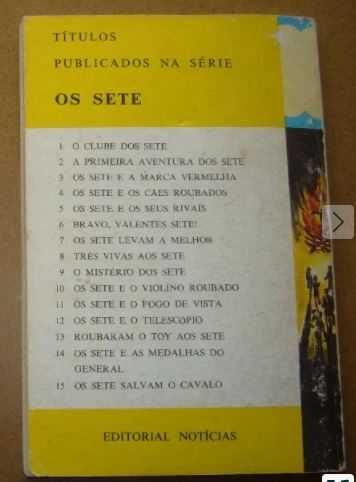 TÍTULOS
PUBLICADOS NA SÉRIE
OS SETE
1 O CLUBE DOS SETE
2 A PRIMEIRA AVENTURA DOS SETE
3 OS SETE E A MARCA VERMELHA
4 OS SETE E OS CÃES ROUBADOS
5 OS SETE E OS SEUS RIVAIS
6 BRAVO, VALENTES SETE!
7 OS SETE LEVAM A MELHOR
8 TRÊS VIVAS AOS SETE
9 O MISTÉRIO DOS SETE
10 OS SETE E O VIOLINO ROUBADO
11 OS SETE E O FOGO DE VISTA
12 OS SETE E O TELESCÓPIO
13 ROUBARAM O TOY AOS SETE
14 OS SETE E AS MEDALHAS DO
GENERAL
15 OS SETE SALVAM O CAVALO
EDITORIAL NOTÍCIAS